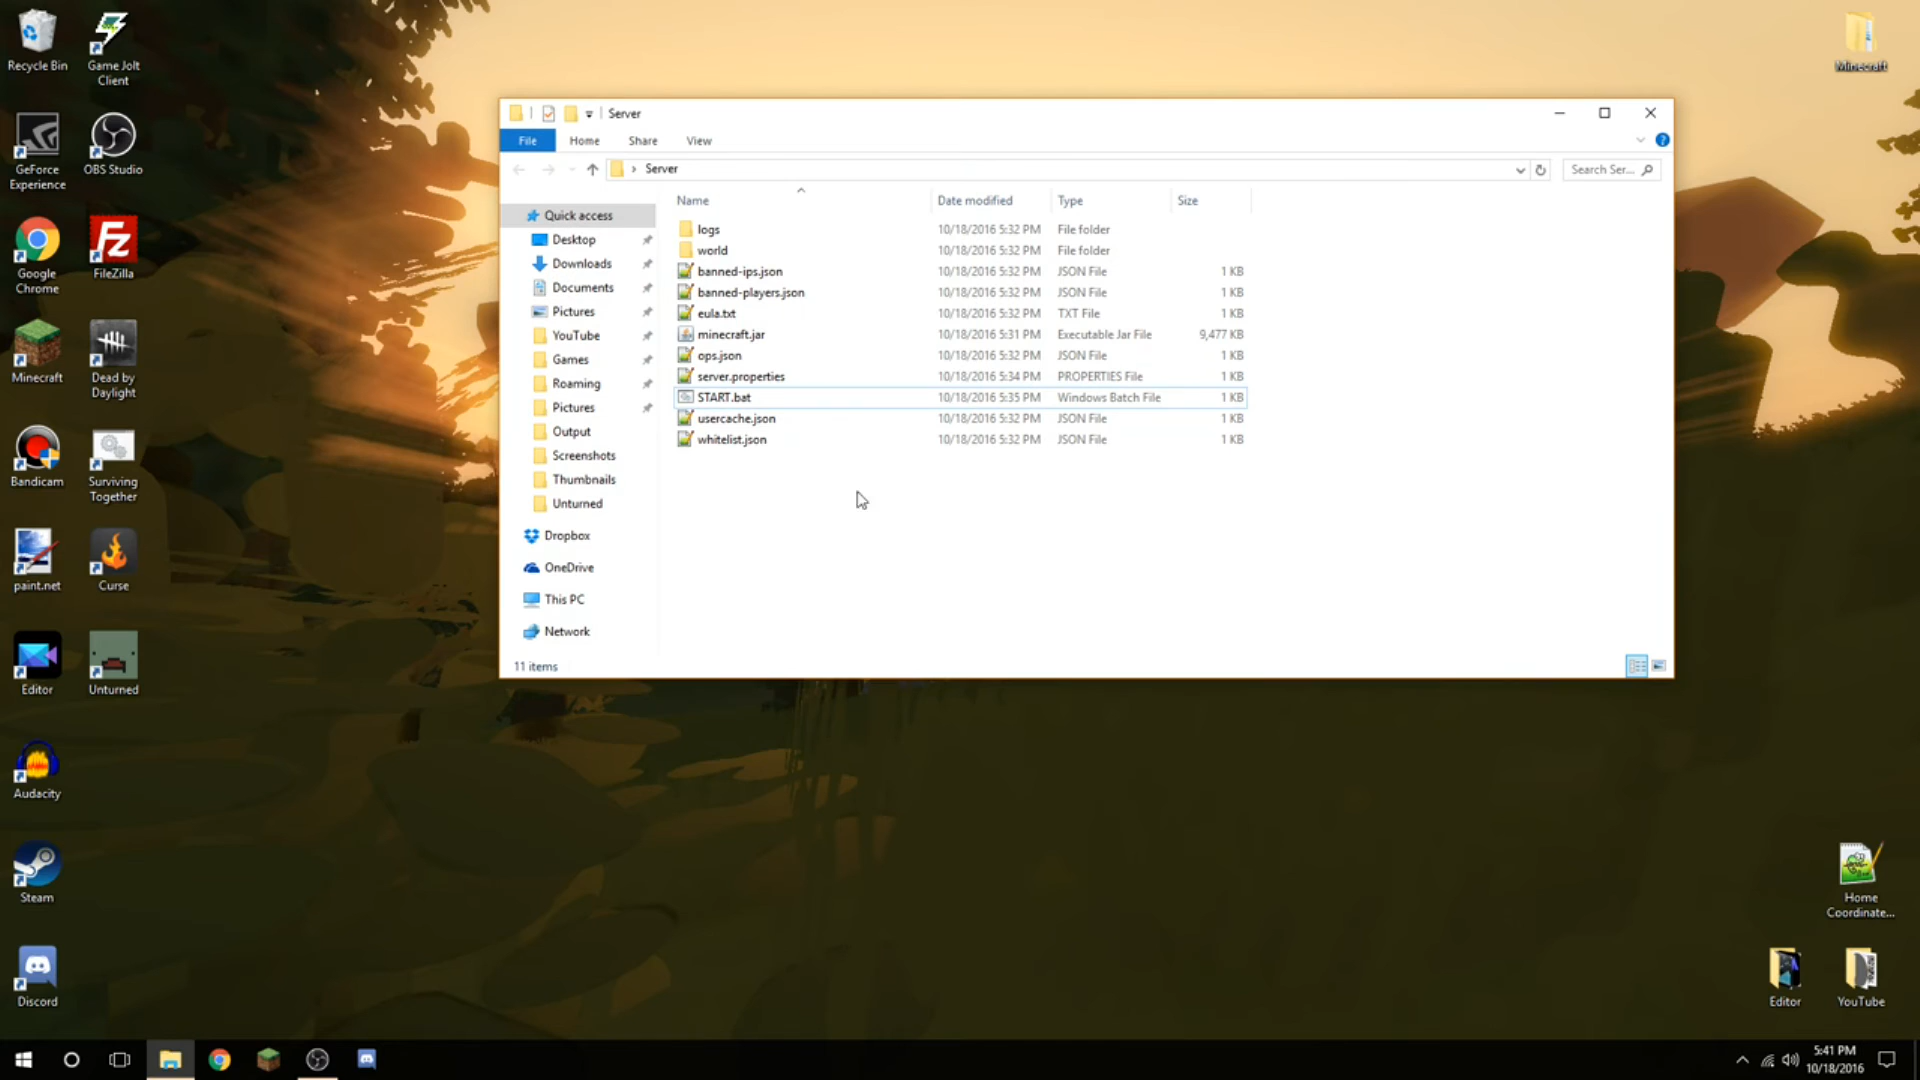 Recycle Bin
Game Jolt
Client
GeForce
Experience
OBS Studio
Google
Chrome
FileZilla
Minecraft
Dead by
Daylight
Bandicam
Surviving
Together
paint.net
Curse
Editor
Unturned
Audacity
Steam
Discord
Server
File
Home
Share
View
Server
Search Ser...
Quick access
Desktop
Downloads
Documents
Pictures
YouTube
Games
Roaming
Pictures
Output
Screenshots
Thumbnails
Unturned
Dropbox
OneDrive
This PC
Network
Name Date modified Type Size
logs 10/18/2016 5:32 PM File folder
world 10/18/2016 5:32 PM File folder
banned-ips.json 10/18/2016 5:32 PM JSON File 1 KB
banned-players.json 10/18/2016 5:32 PM JSON File 1 KB
eula.txt 10/18/2016 5:32 PM TXT File 1 KB
minecraft.jar 10/18/2016 5:31 PM Executable Jar File 9,477 KB
ops.json 10/18/2016 5:32 PM JSON File 1 KB
server.properties 10/18/2016 5:34 PM PROPERTIES File 1 KB
START.bat 10/18/2016 5:35 PM Windows Batch File 1 KB
usercache.json 10/18/2016 5:32 PM JSON File 1 KB
whitelist.json 10/18/2016 5:32 PM JSON File 1 KB
11 items
Minecraft
Home
Coordinate...
Editor
YouTube
5:41 PM
10/18/2016